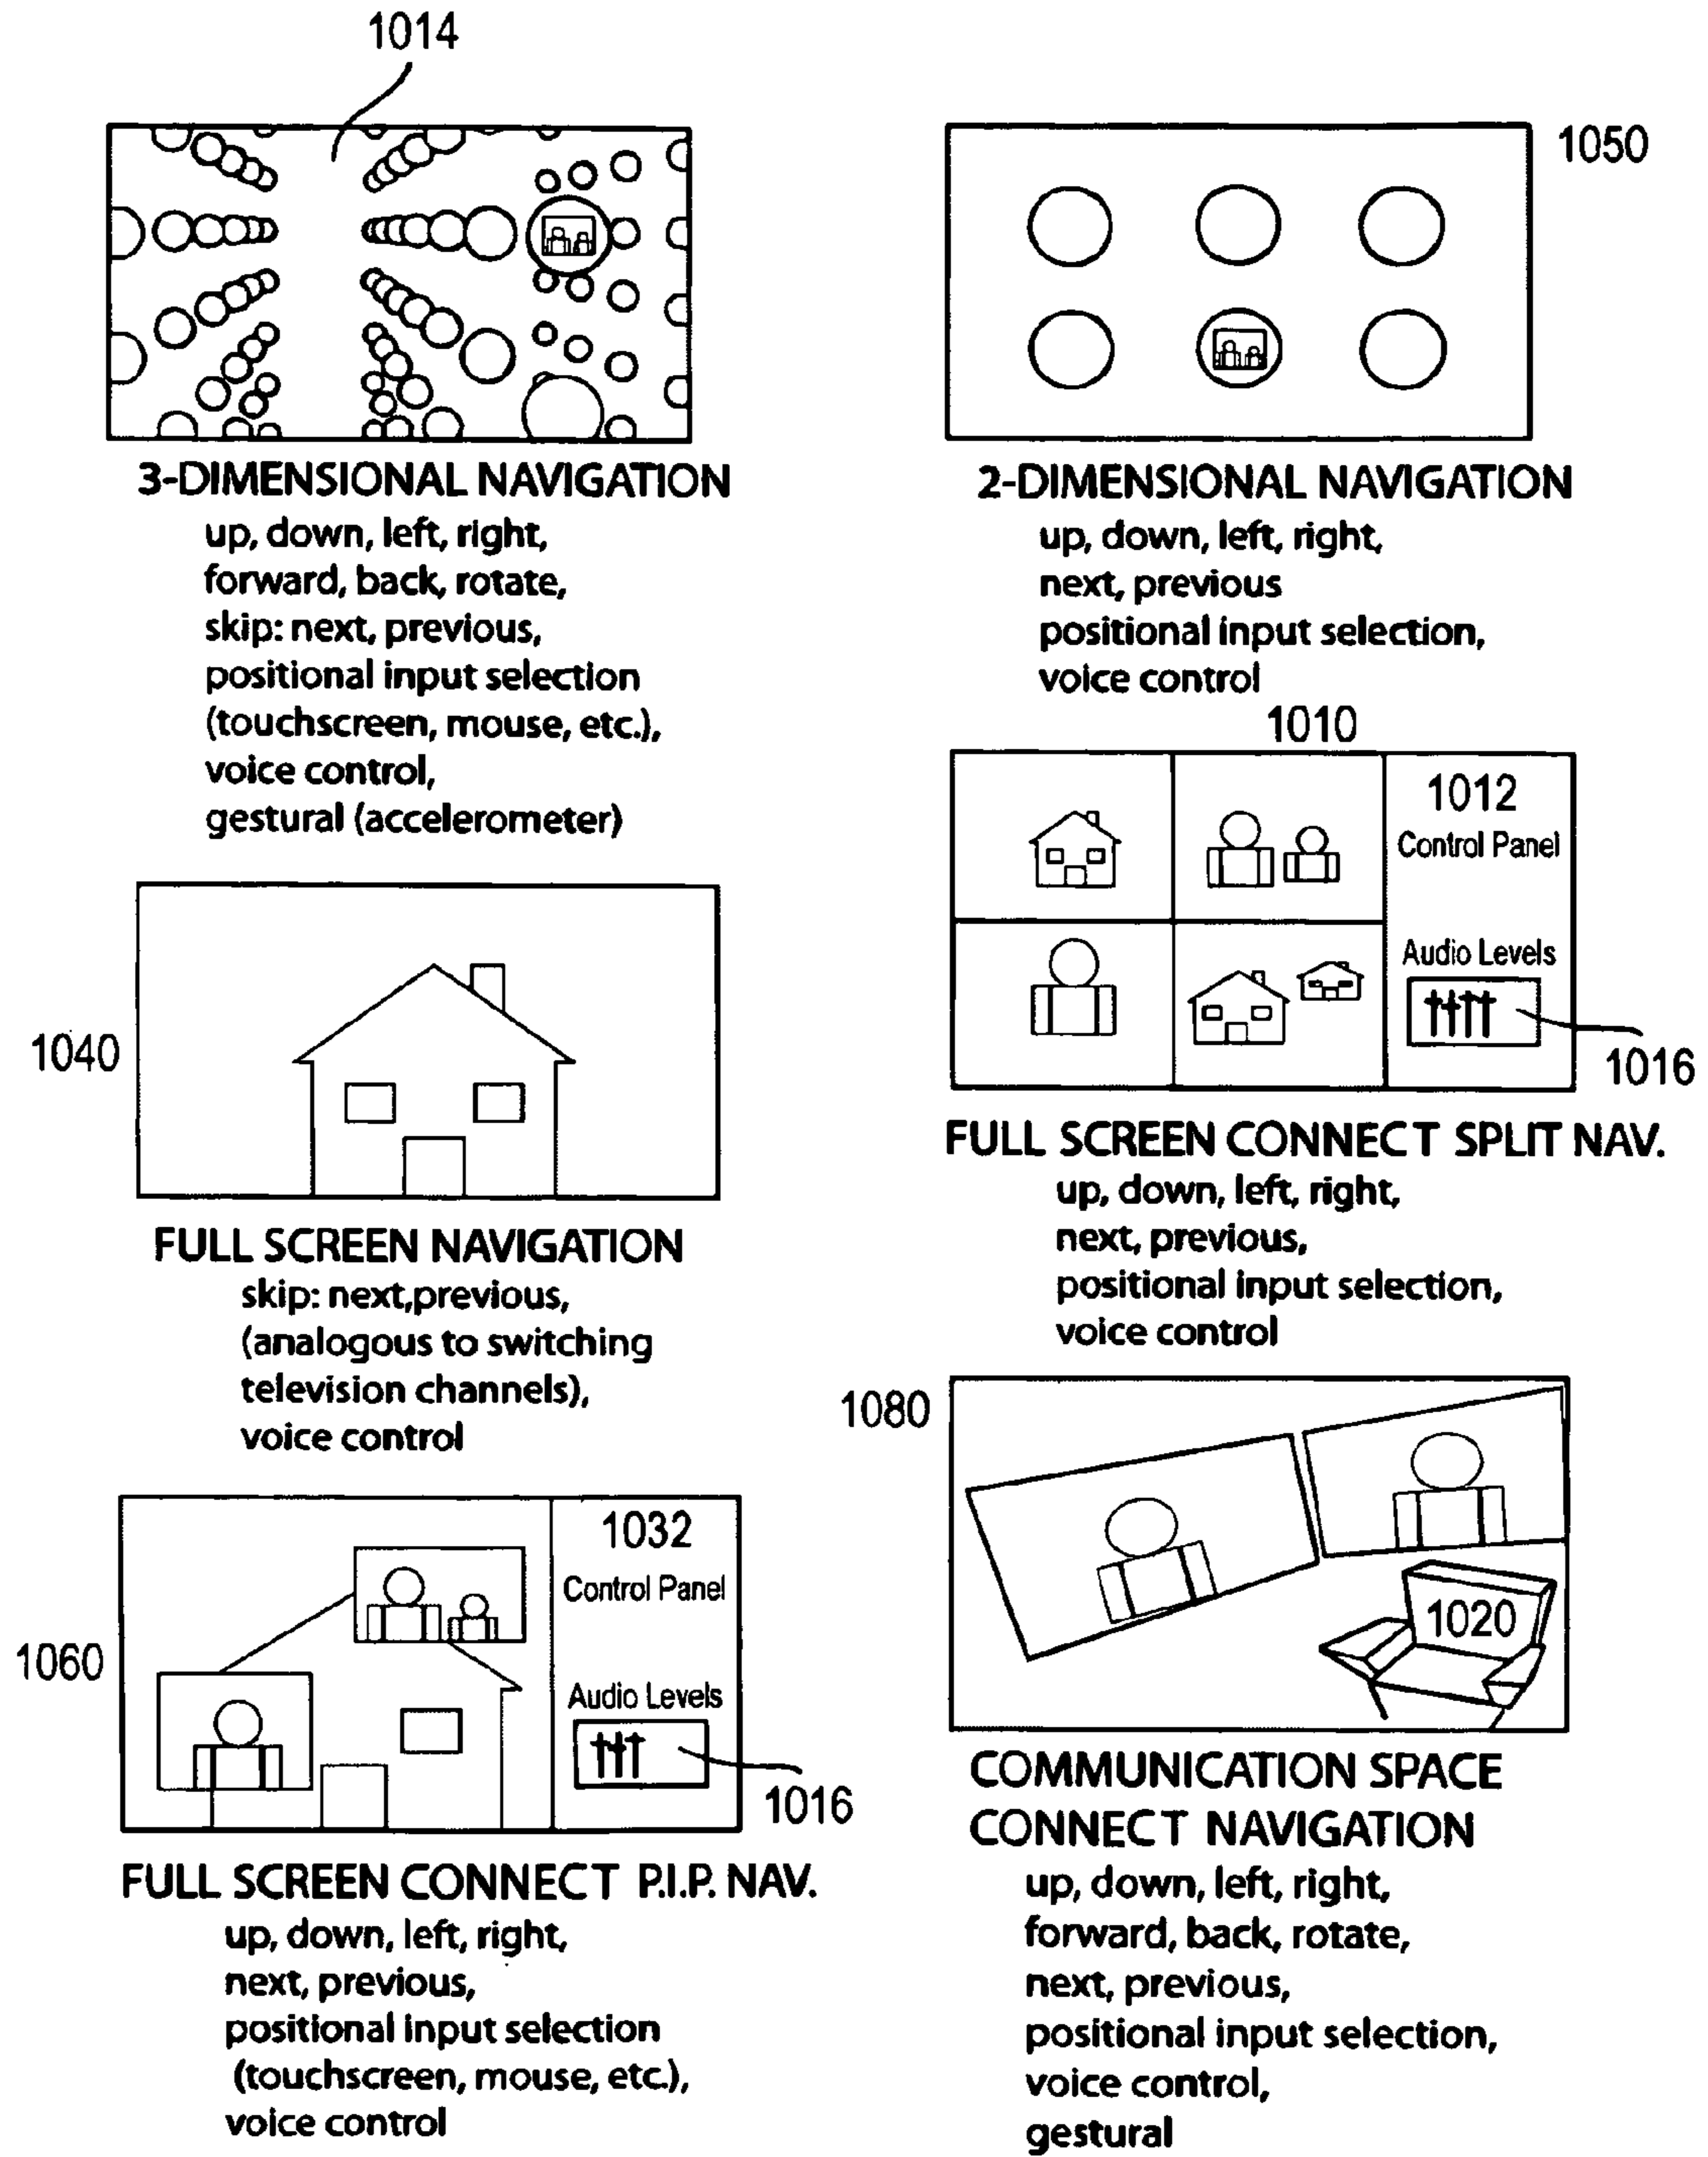 1014
3-DIMENSIONAL NAVIGATION
up, down, left, right,
forward, back, rotate,
skip: next, previous,
positional input selection
(touchscreen, mouse, etc.),
voice control,
gestural (accelerometer)
1050
2-DIMENSIONAL NAVIGATION
up, down, left, right,
next, previous
positional input selection,
voice control
1040
FULL SCREEN NAVIGATION
skip: next,previous,
(analogous to switching
television channels),
voice control
1010
1012
Control Panel
Audio Levels
1016
FULL SCREEN CONNECT SPLIT NAV.
up, down, left, right,
next, previous,
positional input selection,
voice control
1060
1032
Control Panel
Audio Levels
1016
FULL SCREEN CONNECT P.I.P. NAV.
up, down, left, right,
next, previous,
positional input selection
(touchscreen, mouse, etc.),
voice control
1080
1020
COMMUNICATION SPACE
CONNECT NAVIGATION
up, down, left, right,
forward, back, rotate,
next, previous,
positional input selection,
voice control,
gestural